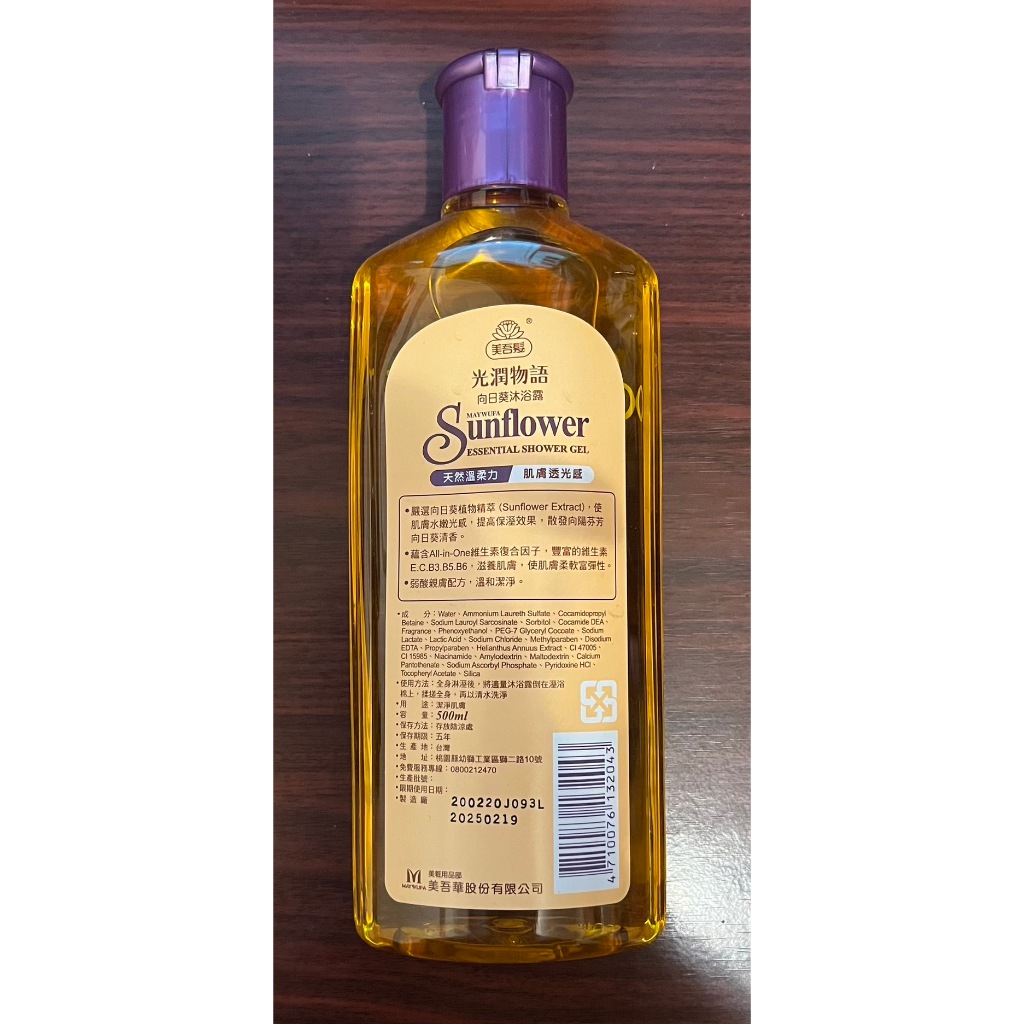 美吾髮®
光潤物語
向日葵沐浴露
MAYWUFA
Sunflower
ESSENTIAL SHOWER GEL
天然溫柔力 肌膚透光感
•嚴選向日葵植物精萃(Sunflower Extract)，使
肌膚水嫩光感，提高保溼效果，散發向陽芬芳
向日葵清香。
•蘊含All-in-One維生素復合因子，豐富的維生素
E.C.B3.B5.B6，滋養肌膚，使肌膚柔軟富彈性。
•弱酸親膚配方，溫和潔淨。
•成 分：Water、Ammonium Laureth Sulfate、Cocamidopropyl
Betaine、Sodium Lauroyl Sarcosinate、Sorbitol、Cocamide DEA、
Fragrance、Phenoxyethanol、PEG-7 Glyceryl Cocoate、Sodium
Lactate、Lactic Acid、Sodium Chloride、Methylparaben、Disodium
EDTA、Propylparaben、Helianthus Annuus Extract、CI 47005、
CI 15985、Niacinamide、Amylodextrin、Maltodextrin、Calcium
Pantothenate、Sodium Ascorbyl Phosphate、Pyridoxine HCl、
Tocopheryl Acetate、Silica
•使用方法：全身淋溼後，將適量沐浴露倒在溼浴
棉上，揉搓全身，再以清水洗淨
•用 途：潔淨肌膚
•容 量：500ml
•保存方法：存放陰涼處
•保存期限：五年
•生 產 地：台灣
•地 址：桃園縣幼獅工業區獅二路10號
•免費服務專線：0800212470
•生產批號：
•限期使用日期：
•製 造 廠
200220J093L
20250219
4710076132043
M
MAYWUFA
美粧用品部
美吾華股份有限公司